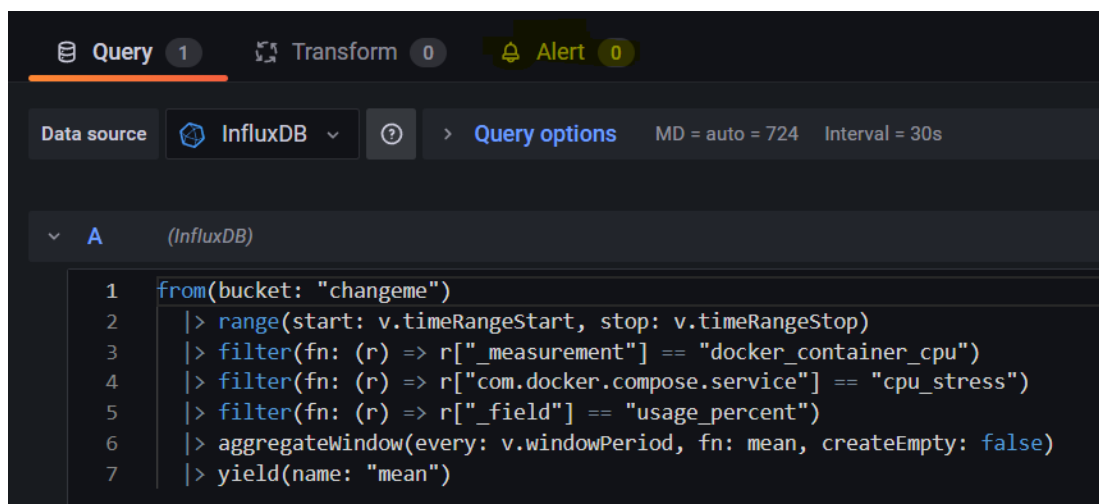 Query 1 Transform 0 Alert 0
Data source InfluxDB ? > Query options MD = auto = 724 Interval = 30s
A (InfluxDB)
1 from(bucket: "changeme")
2 |> range(start: v.timeRangeStart, stop: v.timeRangeStop)
3 |> filter(fn: (r) => r["_measurement"] == "docker_container_cpu")
4 |> filter(fn: (r) => r["com.docker.compose.service"] == "cpu_stress")
5 |> filter(fn: (r) => r["_field"] == "usage_percent")
6 |> aggregateWindow(every: v.windowPeriod, fn: mean, createEmpty: false)
7 |> yield(name: "mean")